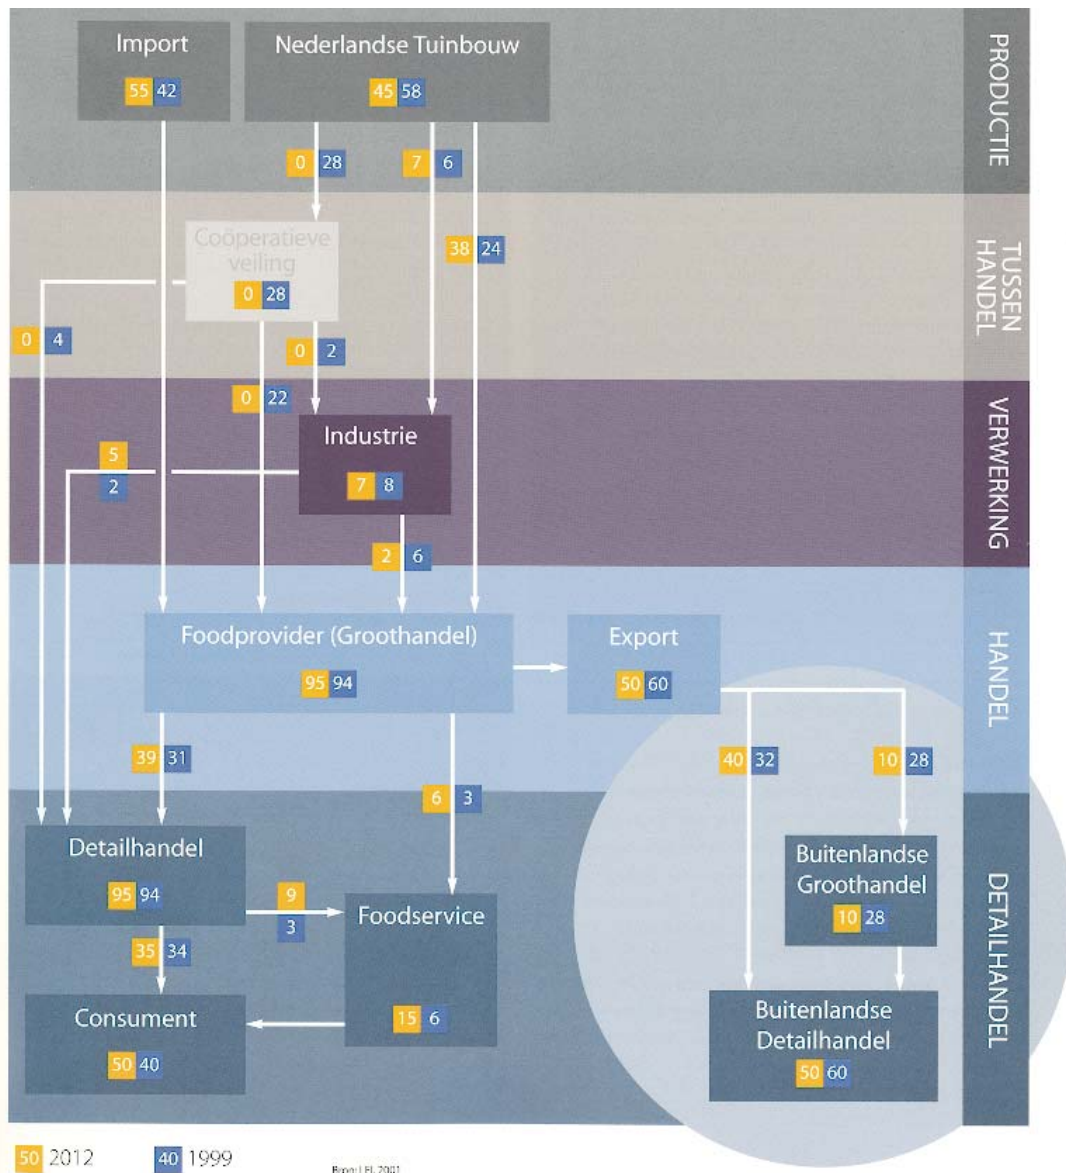 Import
55 42
Nederlandse Tuinbouw
45 58
PRODUCTIE
0 28
7 6
Coöperatieve
veiling
0 28
38 24
TUSSEN
HANDEL
0 4
0 2
0 22
VERWERKING
Industrie
7 8
5
2
2 6
HANDEL
Foodprovider (Groothandel)
95 94
Export
50 60
39 31
40 32
10 28
6 3
DETAILHANDEL
Detailhandel
95 94
9
3
Foodservice
15 6
Buitenlandse
Groothandel
10 28
35 34
Consument
50 40
Buitenlandse
Detailhandel
50 60
50 2012
40 1999
Bron: LEI, 2001